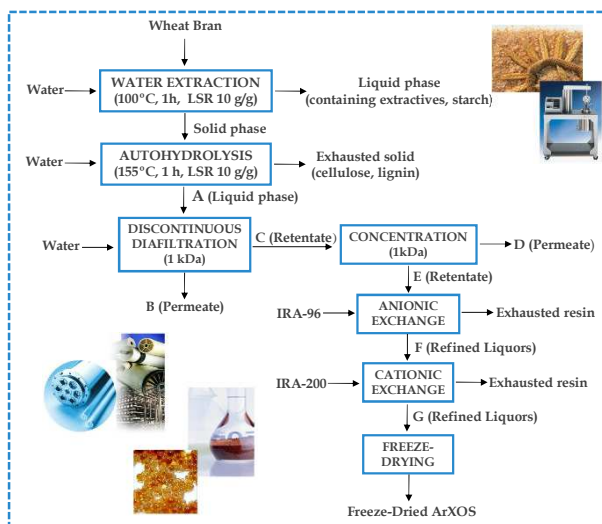 Wheat Bran
Water
WATER EXTRACTION
(100ºC, 1h, LSR 10 g/g)
Liquid phase
(containing extractives, starch)
Solid phase
Water
AUTOHYDROLYSIS
(155ºC, 1 h, LSR 10 g/g)
Exhausted solid
(cellulose, lignin)
A (Liquid phase)
Water
DISCONTINUOUS
DIAFILTRATION
(1 kDa)
C (Retentate)
CONCENTRATION
(1kDa)
D (Permeate)
B (Permeate)
E (Retentate)
IRA-96
ANIONIC
EXCHANGE
Exhausted resin
F (Refined Liquors)
IRA-200
CATIONIC
EXCHANGE
Exhausted resin
G (Refined Liquors)
FREEZE-
DRYING
Freeze-Dried ArXOS